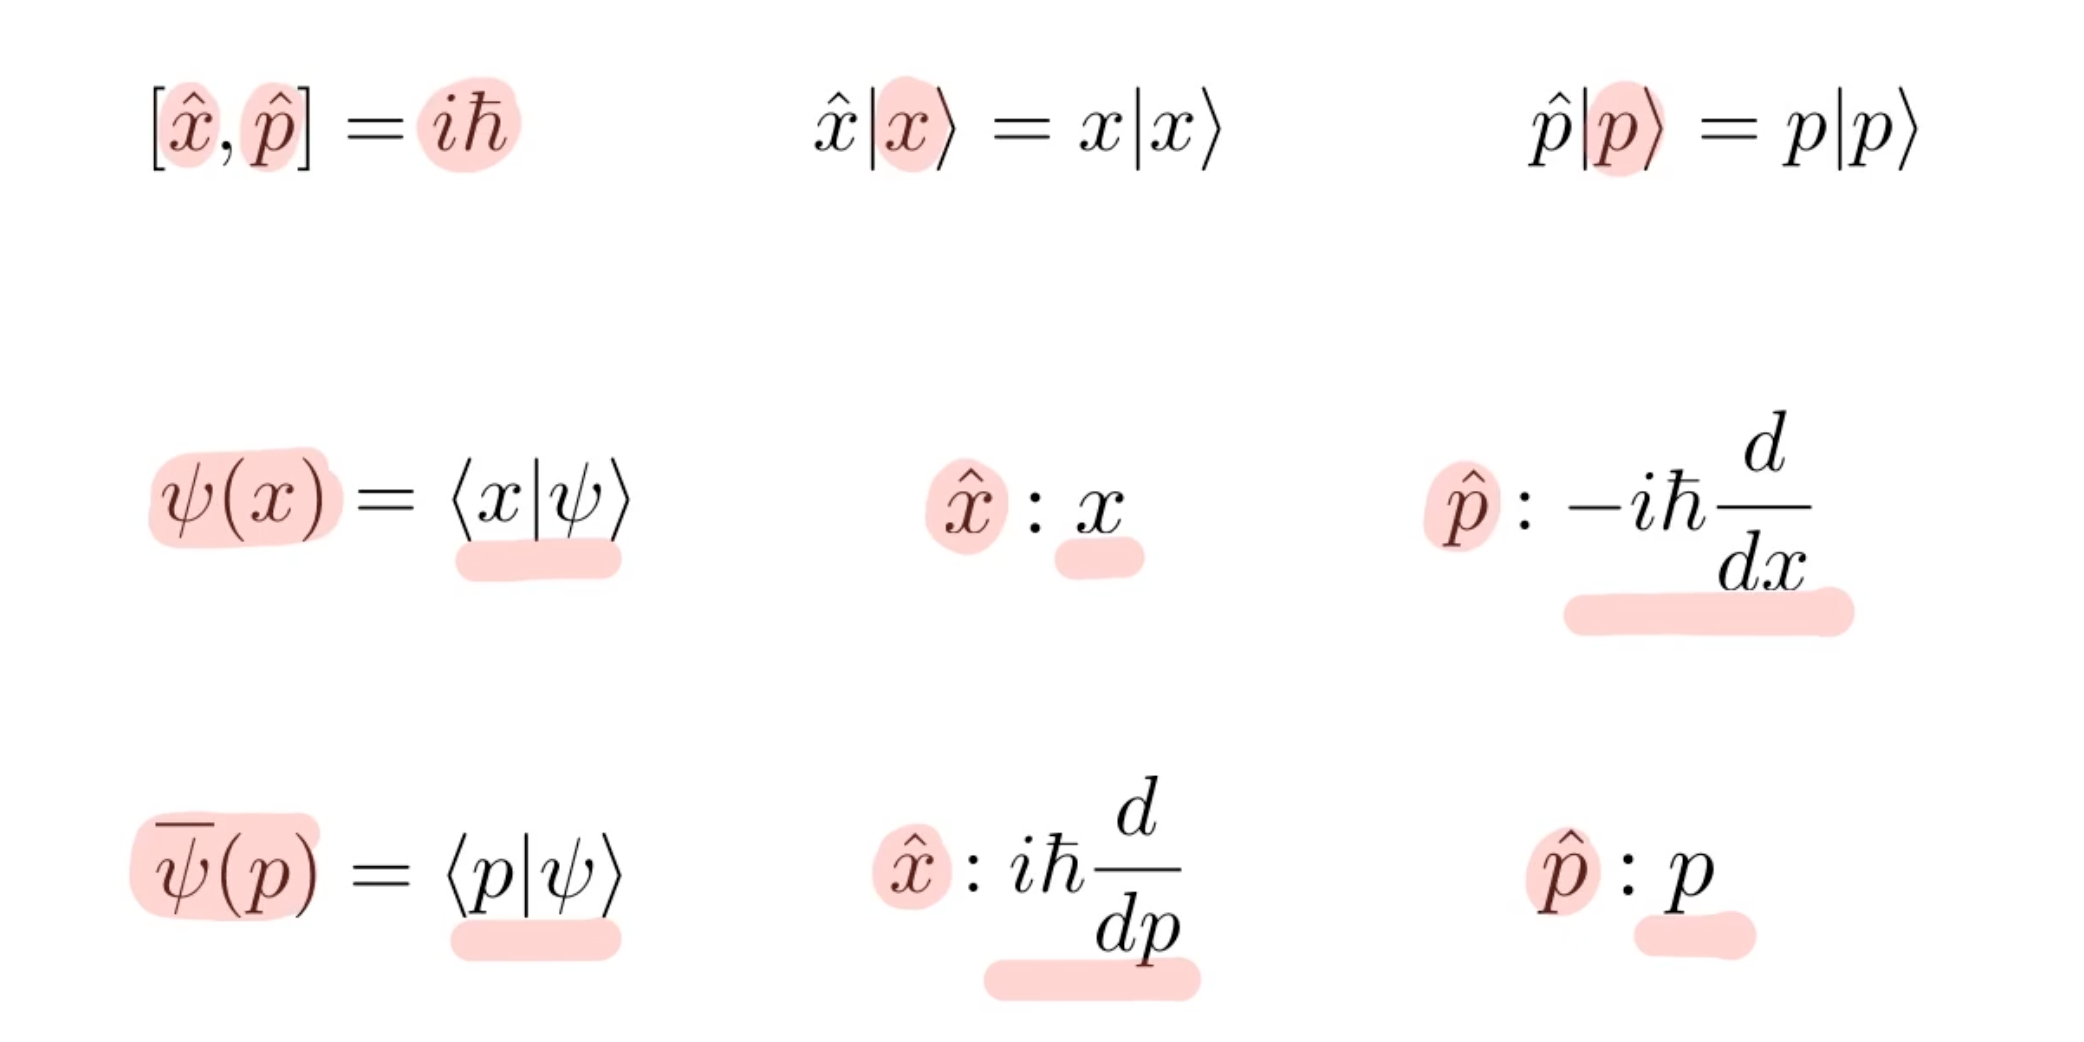 [x̂, p̂] = iħ    x̂|x⟩ = x|x⟩    p̂|p⟩ = p|p⟩
ψ(x) = ⟨x|ψ⟩    x̂ : x    p̂ : −iħ d/dx
ψ̅(p) = ⟨p|ψ⟩    x̂ : iħ d/dp    p̂ : p